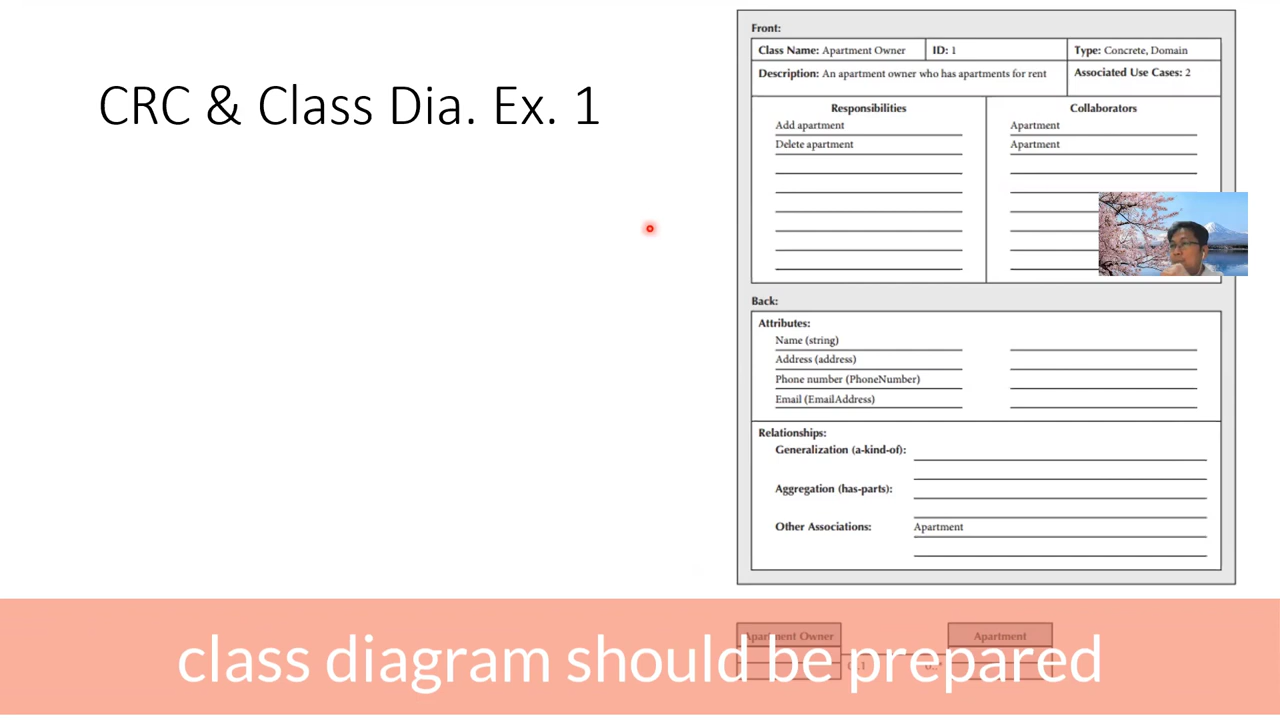 CRC & Class Dia. Ex. 1
Front:
Class Name: Apartment Owner
ID: 1
Type: Concrete, Domain
Description: An apartment owner who has apartments for rent
Associated Use Cases: 2
Responsibilities
Collaborators
Add apartment
Apartment
Delete apartment
Apartment
Back:
Attributes:
Name (string)
Address (address)
Phone number (PhoneNumber)
Email (EmailAddress)
Relationships:
Generalization (a-kind-of):
Aggregation (has-parts):
Other Associations: Apartment
Apartment Owner
Apartment
class diagram should be prepared